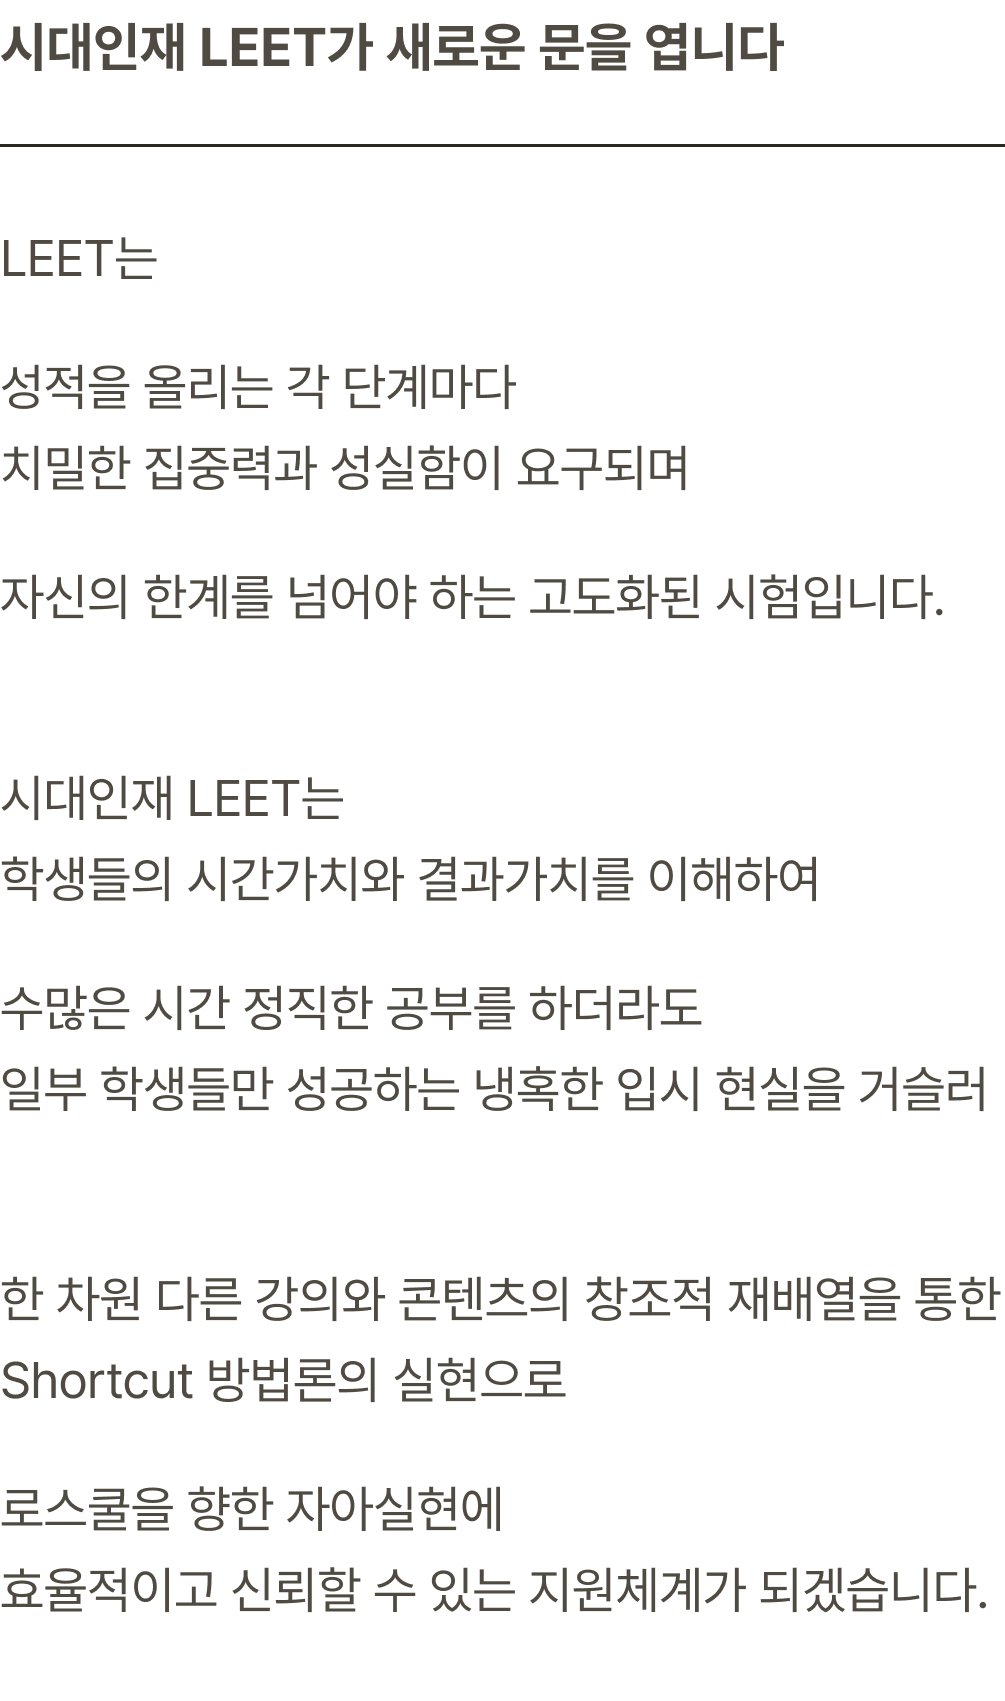 시대인재 LEET가 새로운 문을 엽니다
LEET는
성적을 올리는 각 단계마다
치밀한 집중력과 성실함이 요구되며
자신의 한계를 넘어야 하는 고도화된 시험입니다.
시대인재 LEET는
학생들의 시간가치와 결과가치를 이해하여
수많은 시간 정직한 공부를 하더라도
일부 학생들만 성공하는 냉혹한 입시 현실을 거슬러
한 차원 다른 강의와 콘텐츠의 창조적 재배열을 통한
Shortcut 방법론의 실현으로
로스쿨을 향한 자아실현에
효율적이고 신뢰할 수 있는 지원체계가 되겠습니다.